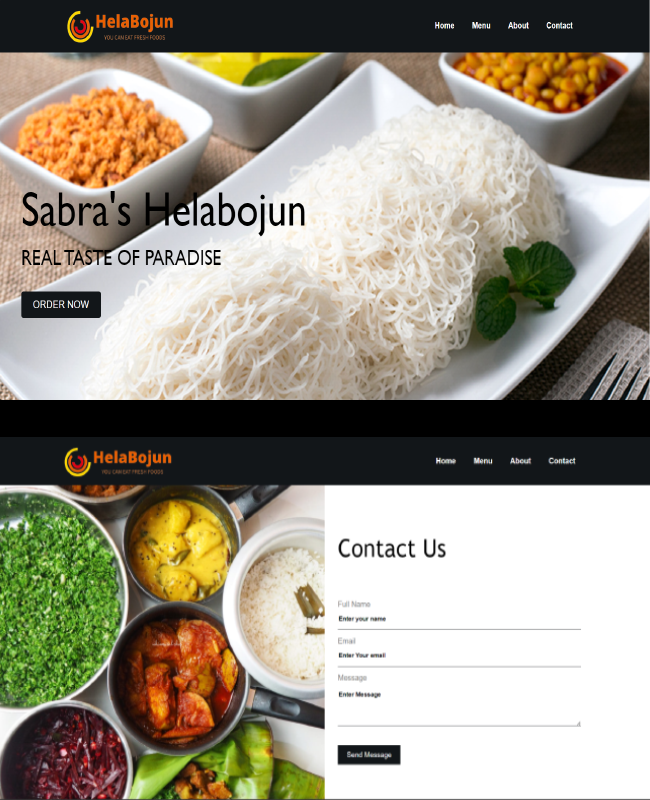 HelaBojun
YOU CAN EAT FRESH FOODS
Home Menu About Contact
Sabra's Helabojun
REAL TASTE OF PARADISE
ORDER NOW
HelaBojun
YOU CAN EAT FRESH FOODS
Home Menu About Contact
Contact Us
Full Name
Enter your name
Email
Enter Your email
Message
Enter Message
Send Message